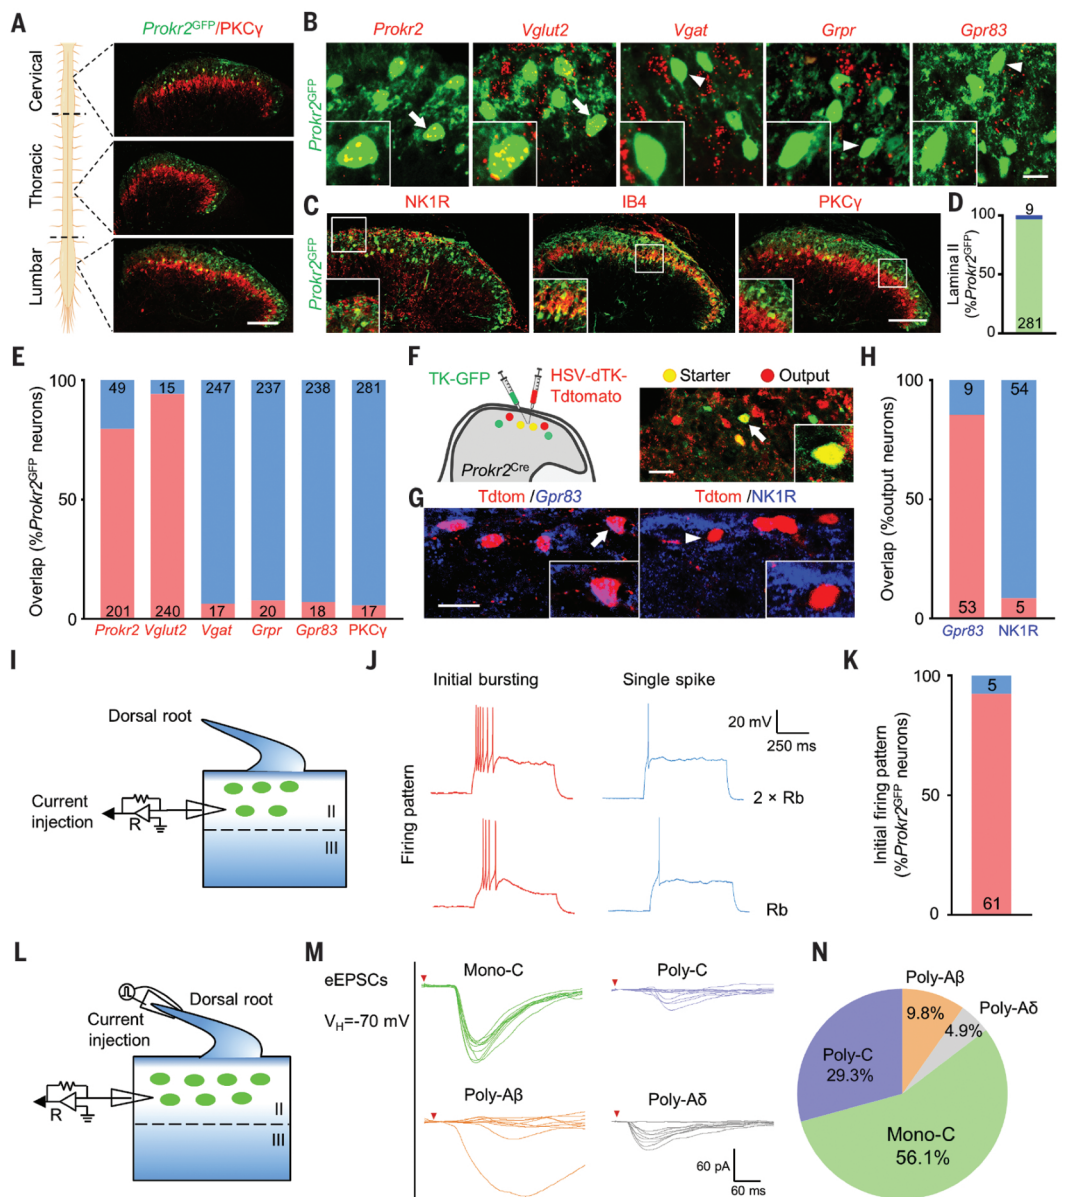 A
Prokr2GFP/PKCγ
Cervical
Thoracic
Lumbar
B
Prokr2
Vglut2
Vgat
Grpr
Gpr83
Prokr2GFP
C
NK1R
IB4
PKCγ
Prokr2GFP
D
9
100
50
0
281
Lamina II
(%Prokr2GFP)
E
Overlap (%Prokr2GFP neurons)
100
50
0
49
15
247
237
238
281
201
240
17
20
18
17
Prokr2
Vglut2
Vgat
Grpr
Gpr83
PKCγ
F
TK-GFP
HSV-dTK-
Tdtomato
Prokr2Cre
Starter
Output
G
Tdtom /Gpr83
Tdtom /NK1R
H
Overlap (%output neurons)
100
50
0
9
54
53
5
Gpr83
NK1R
I
Dorsal root
Current
injection
R
II
III
J
Initial bursting
Single spike
20 mV
250 ms
2 × Rb
Rb
Firing pattern
K
Initial firing pattern
(%Prokr2GFP neurons)
100
50
0
5
61
L
Dorsal root
Current
injection
R
II
III
M
eEPSCs
VH=-70 mV
Mono-C
Poly-C
Poly-Aβ
Poly-Aδ
60 pA
60 ms
N
Poly-Aβ
9.8%
Poly-Aδ
4.9%
Poly-C
29.3%
Mono-C
56.1%